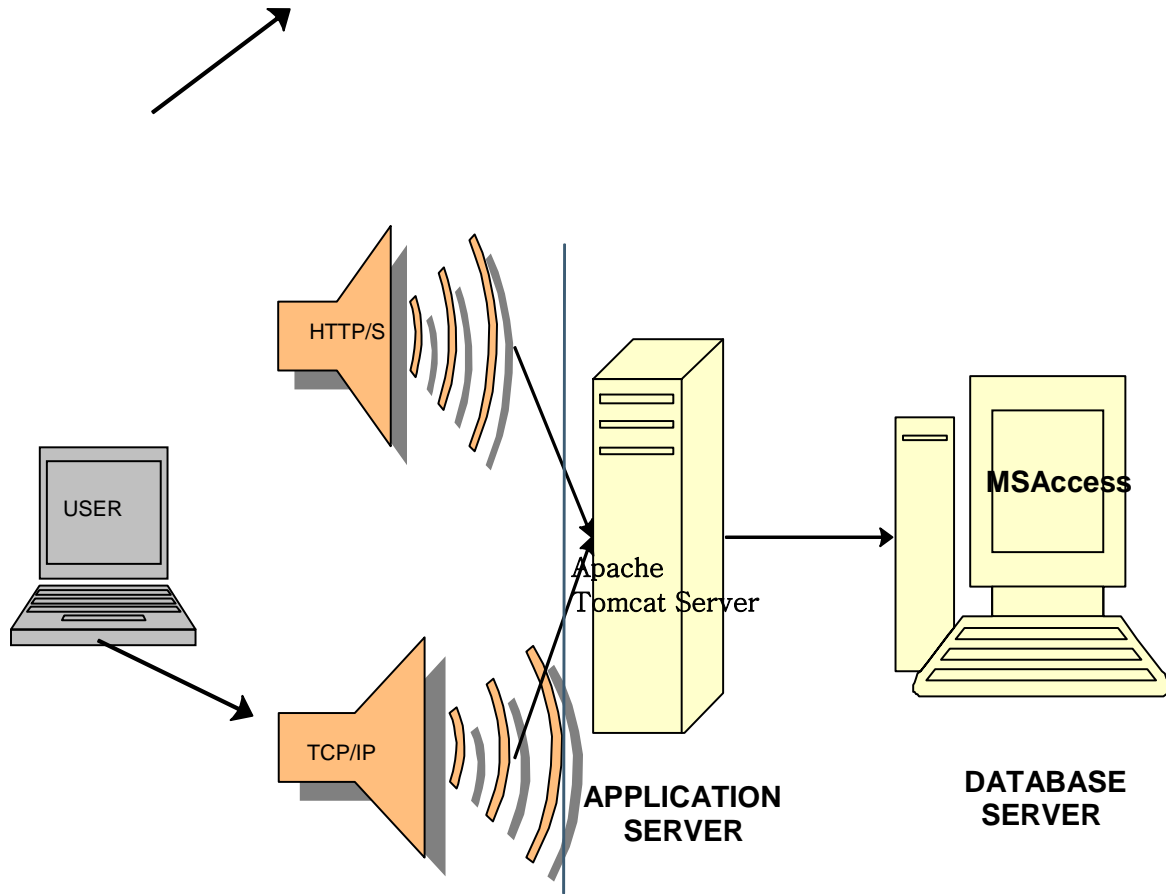 HTTP/S
USER
MSAccess
Apache
Tomcat Server
TCP/IP
APPLICATION
SERVER
DATABASE
SERVER